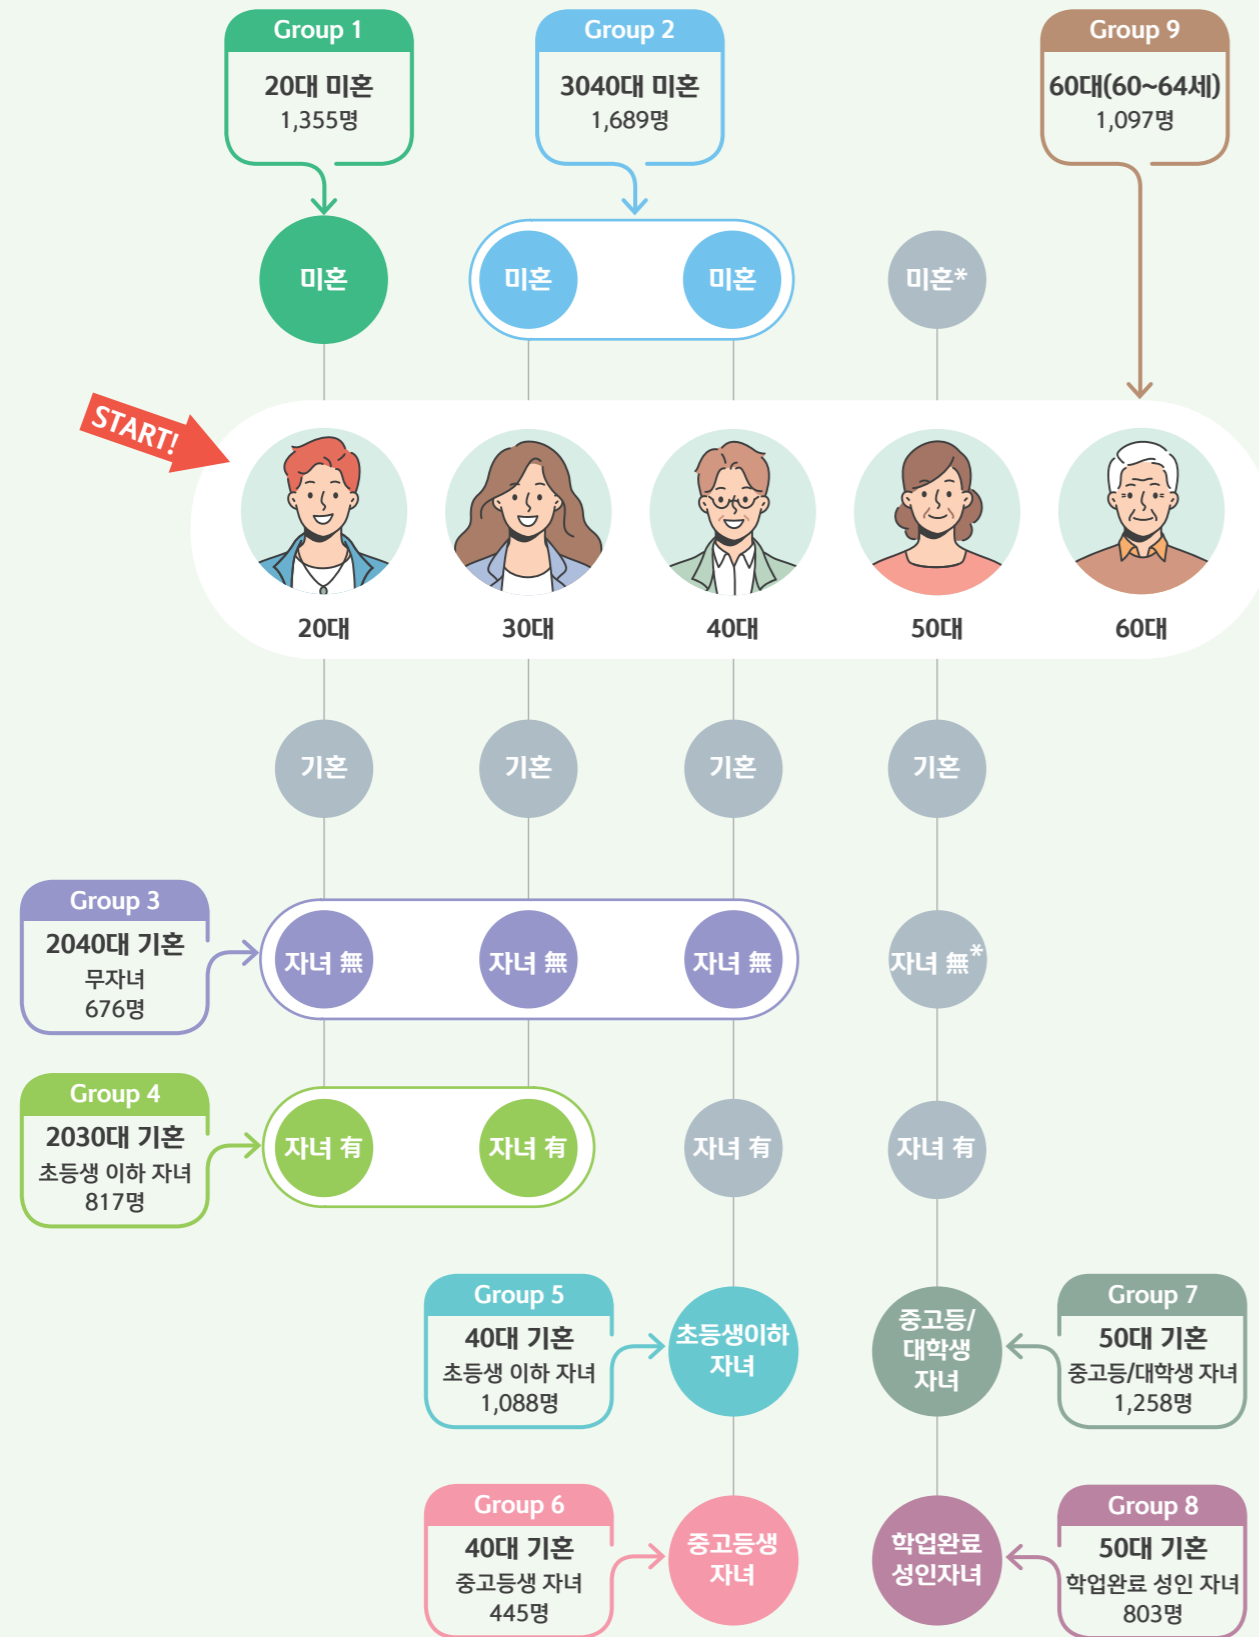 Group 1
20대 미혼
1,355명
Group 2
3040대 미혼
1,689명
Group 9
60대(60~64세)
1,097명
미혼
미혼
미혼
미혼*
START!
20대
30대
40대
50대
60대
기혼
기혼
기혼
기혼
Group 3
2040대 기혼
무자녀
676명
자녀 無
자녀 無
자녀 無
자녀 無*
Group 4
2030대 기혼
초등생 이하 자녀
817명
자녀 有
자녀 有
자녀 有
자녀 有
Group 5
40대 기혼
초등생 이하 자녀
1,088명
초등생이하
자녀
중고등/
대학생
자녀
Group 7
50대 기혼
중고등/대학생 자녀
1,258명
Group 6
40대 기혼
중고등생 자녀
445명
중고등생
자녀
학업완료
성인자녀
Group 8
50대 기혼
학업완료 성인 자녀
803명